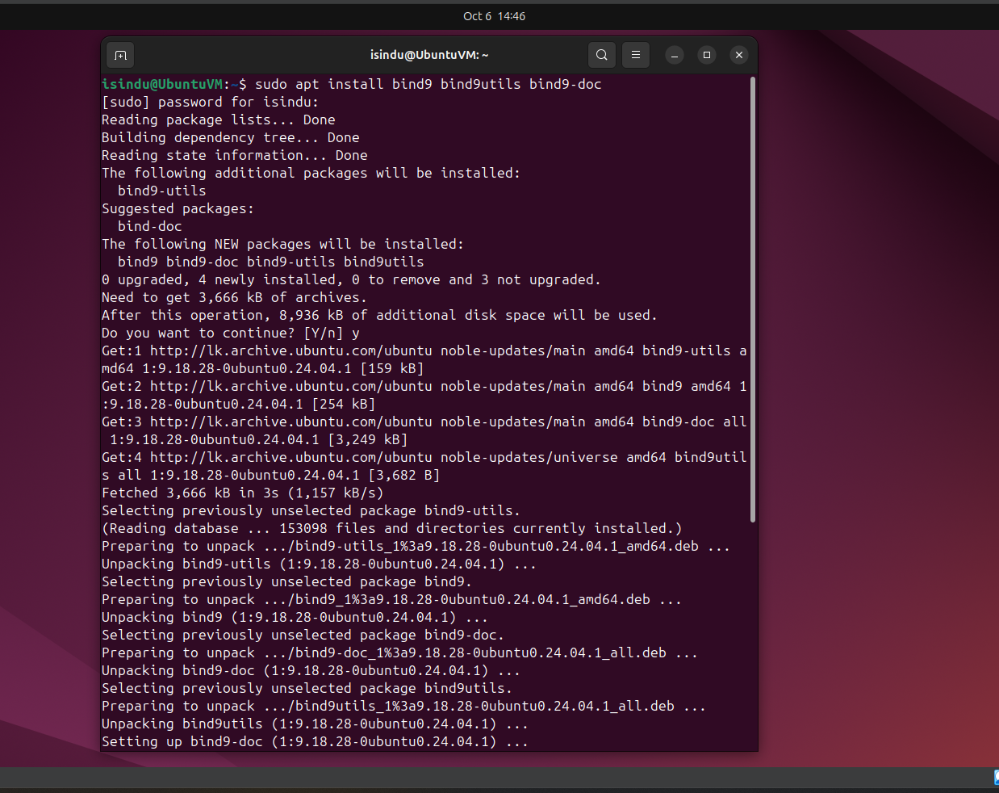 Oct 6 14:46
isindu@UbuntuVM: ~
isindu@UbuntuVM:~$ sudo apt install bind9 bind9utils bind9-doc
[sudo] password for isindu:
Reading package lists... Done
Building dependency tree... Done
Reading state information... Done
The following additional packages will be installed:
  bind9-utils
Suggested packages:
  bind-doc
The following NEW packages will be installed:
  bind9 bind9-doc bind9-utils bind9utils
0 upgraded, 4 newly installed, 0 to remove and 3 not upgraded.
Need to get 3,666 kB of archives.
After this operation, 8,936 kB of additional disk space will be used.
Do you want to continue? [Y/n] y
Get:1 http://lk.archive.ubuntu.com/ubuntu noble-updates/main amd64 bind9-utils a
md64 1:9.18.28-0ubuntu0.24.04.1 [159 kB]
Get:2 http://lk.archive.ubuntu.com/ubuntu noble-updates/main amd64 bind9 amd64 1
:9.18.28-0ubuntu0.24.04.1 [254 kB]
Get:3 http://lk.archive.ubuntu.com/ubuntu noble-updates/main amd64 bind9-doc all
 1:9.18.28-0ubuntu0.24.04.1 [3,249 kB]
Get:4 http://lk.archive.ubuntu.com/ubuntu noble-updates/universe amd64 bind9util
s all 1:9.18.28-0ubuntu0.24.04.1 [3,682 B]
Fetched 3,666 kB in 3s (1,157 kB/s)
Selecting previously unselected package bind9-utils.
(Reading database ... 153098 files and directories currently installed.)
Preparing to unpack .../bind9-utils_1%3a9.18.28-0ubuntu0.24.04.1_amd64.deb ...
Unpacking bind9-utils (1:9.18.28-0ubuntu0.24.04.1) ...
Selecting previously unselected package bind9.
Preparing to unpack .../bind9_1%3a9.18.28-0ubuntu0.24.04.1_amd64.deb ...
Unpacking bind9 (1:9.18.28-0ubuntu0.24.04.1) ...
Selecting previously unselected package bind9-doc.
Preparing to unpack .../bind9-doc_1%3a9.18.28-0ubuntu0.24.04.1_all.deb ...
Unpacking bind9-doc (1:9.18.28-0ubuntu0.24.04.1) ...
Selecting previously unselected package bind9utils.
Preparing to unpack .../bind9utils_1%3a9.18.28-0ubuntu0.24.04.1_all.deb ...
Unpacking bind9utils (1:9.18.28-0ubuntu0.24.04.1) ...
Setting up bind9-doc (1:9.18.28-0ubuntu0.24.04.1) ...